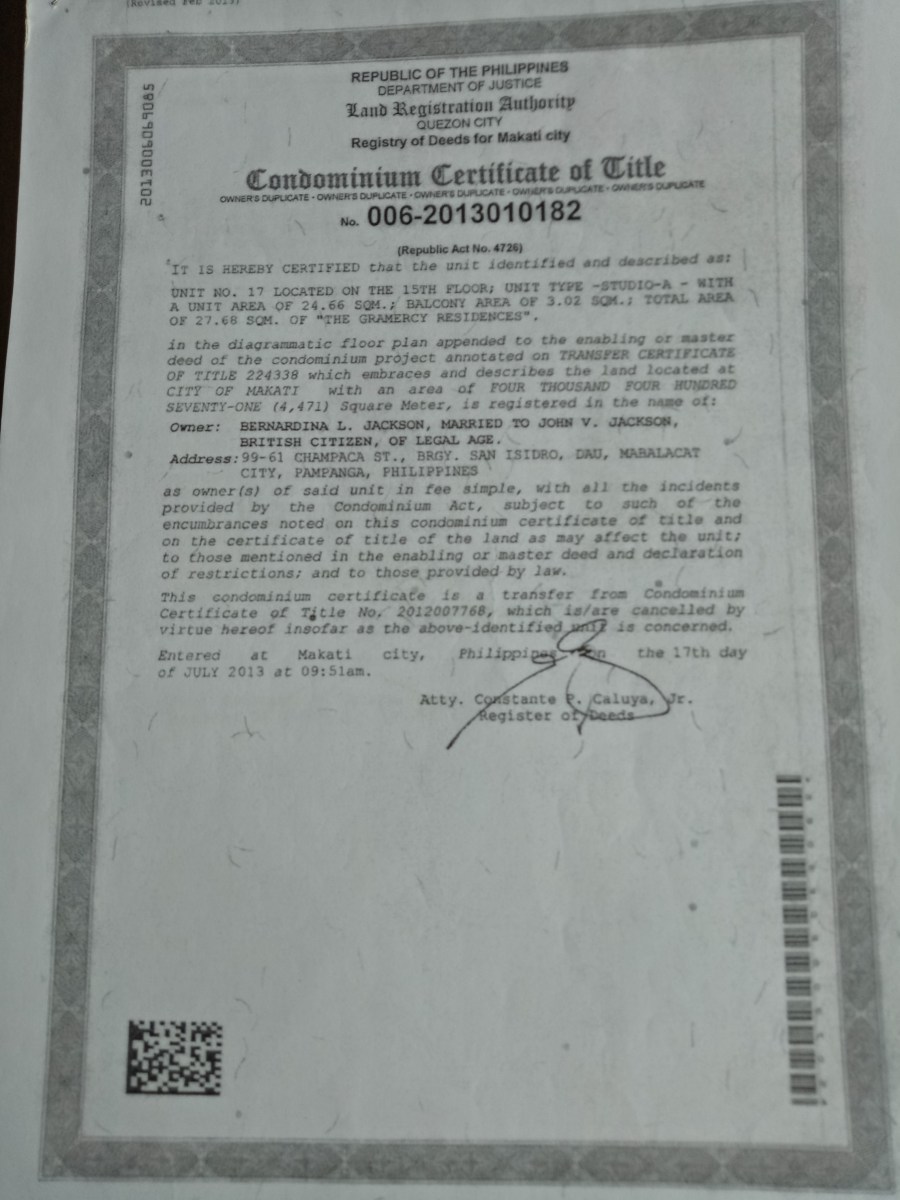 (Revised Feb 2013)
2013006069085
REPUBLIC OF THE PHILIPPINES
DEPARTMENT OF JUSTICE
Land Registration Authority
QUEZON CITY
Registry of Deeds for Makati city
Condominium Certificate of Title
OWNER'S DUPLICATE - OWNER'S DUPLICATE - OWNER'S DUPLICATE - OWNER'S DUPLICATE - OWNER'S DUPLICATE
No. 006-2013010182
(Republic Act No. 4726)
IT IS HEREBY CERTIFIED that the unit identified and described as:
UNIT NO. 17 LOCATED ON THE 15TH FLOOR; UNIT TYPE -STUDIO-A - WITH
A UNIT AREA OF 24.66 SQM.; BALCONY AREA OF 3.02 SQM.; TOTAL AREA
OF 27.68 SQM. OF "THE GRAMERCY RESIDENCES".
in the diagrammatic floor plan appended to the enabling or master
deed of the condominium project annotated on TRANSFER CERTIFICATE
OF TITLE 224338 which embraces and describes the land located at
CITY OF MAKATI with an area of FOUR THOUSAND FOUR HUNDRED
SEVENTY-ONE (4,471) Square Meter, is registered in the name of:
Owner: BERNARDINA L. JACKSON, MARRIED TO JOHN V. JACKSON,
BRITISH CITIZEN, OF LEGAL AGE.
Address: 99-61 CHAMPACA ST., BRGY. SAN ISIDRO, DAU, MABALACAT
CITY, PAMPANGA, PHILIPPINES
as owner(s) of said unit in fee simple, with all the incidents
provided by the Condominium Act, subject to such of the
encumbrances noted on this condominium certificate of title and
on the certificate of title of the land as may affect the unit;
to those mentioned in the enabling or master deed and declaration
of restrictions; and to those provided by law.
This condominium certificate is a transfer from Condominium
Certificate of Title No. 2012007768, which is/are cancelled by
virtue hereof insofar as the above-identified unit is concerned.
Entered at Makati city, Philippines on the 17th day
of JULY 2013 at 09:51am.
Atty. Constante P. Caluya, Jr.
Register of Deeds